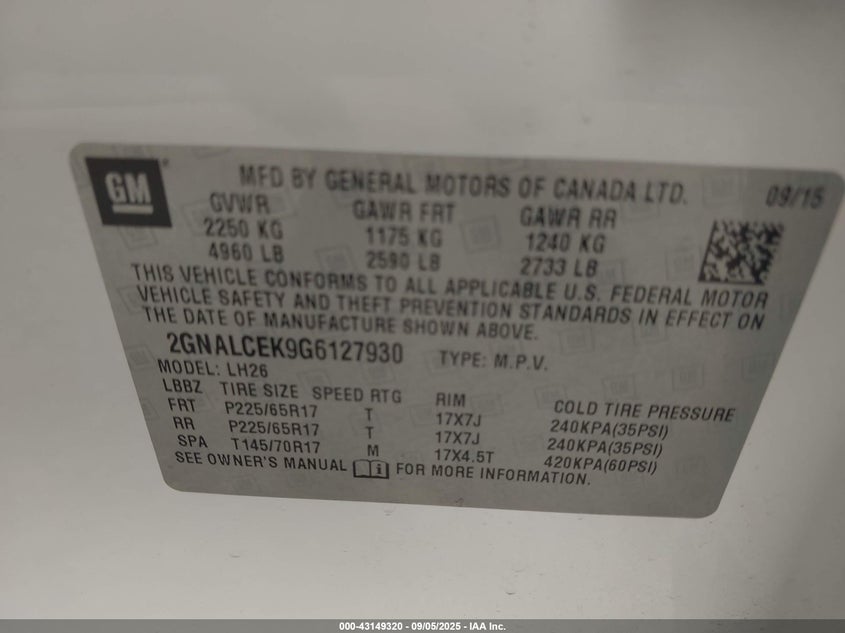 GM
MFD BY GENERAL MOTORS OF CANADA LTD. 09/15
GVWR GAWR FRT GAWR RR
2250 KG 1175 KG 1240 KG
4960 LB 2590 LB 2733 LB
THIS VEHICLE CONFORMS TO ALL APPLICABLE U.S. FEDERAL MOTOR
VEHICLE SAFETY AND THEFT PREVENTION STANDARDS IN EFFECT ON
THE DATE OF MANUFACTURE SHOWN ABOVE.
2GNALCEK9G6127930 TYPE: M.P.V.
MODEL: LH26
LBBZ TIRE SIZE SPEED RTG RIM COLD TIRE PRESSURE
FRT P225/65R17 T 17X7J 240KPA(35PSI)
RR P225/65R17 T 17X7J 240KPA(35PSI)
SPA T145/70R17 M 17X4.5T 420KPA(60PSI)
SEE OWNER'S MANUAL FOR MORE INFORMATION.
000-43149320 - 09/05/2025 - IAA Inc.